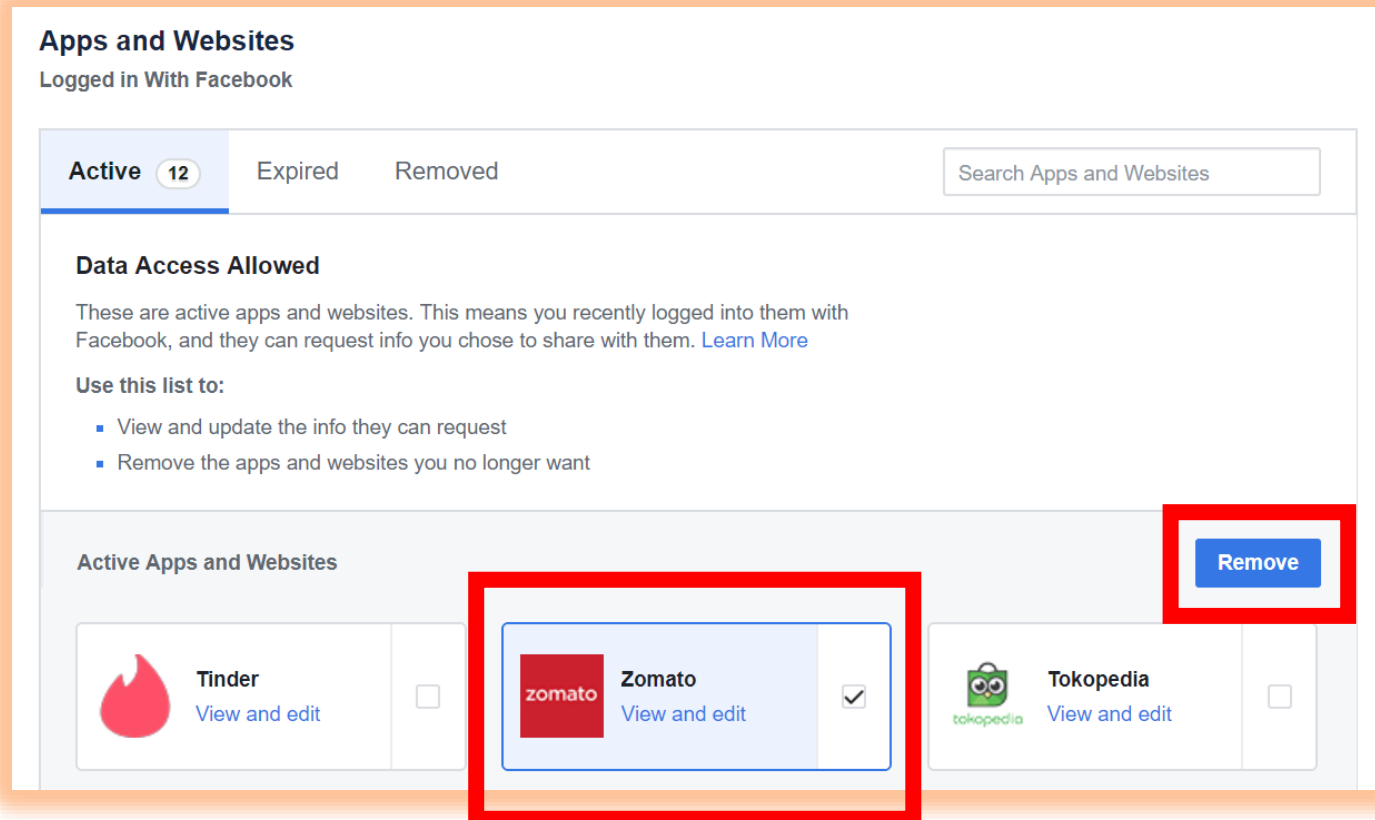 Apps and Websites
Logged in With Facebook
Active 12 Expired Removed Search Apps and Websites
Data Access Allowed
These are active apps and websites. This means you recently logged into them with
Facebook, and they can request info you chose to share with them. Learn More
Use this list to:
View and update the info they can request
Remove the apps and websites you no longer want
Active Apps and Websites Remove
Tinder
View and edit
zomato
Zomato
View and edit
tokopedia
Tokopedia
View and edit